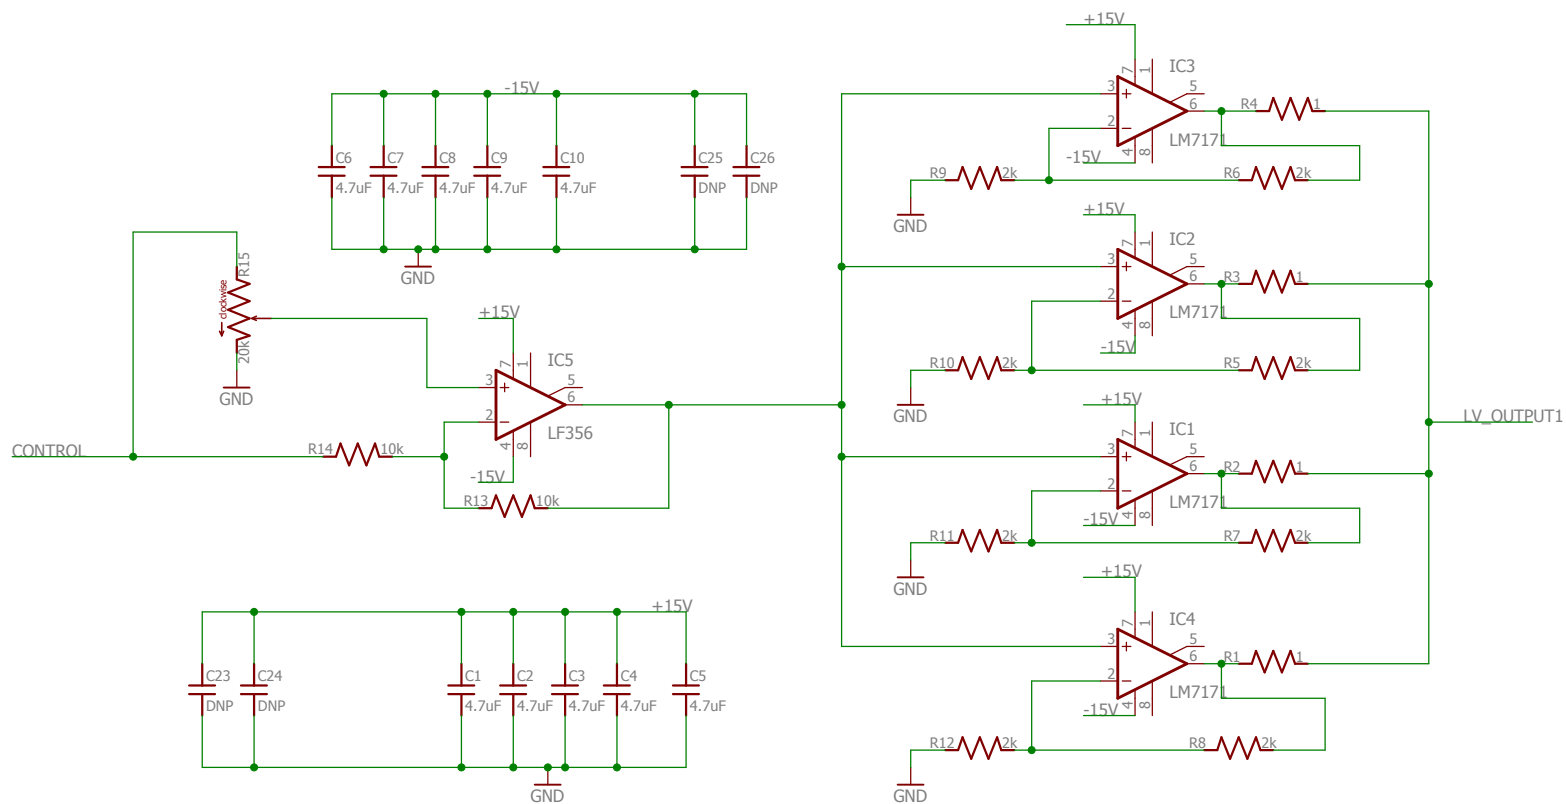 +15V
IC3
7
1
3
+
5
6
2
−
4
8
LM7171
-15V
R4
1
R9
2k
R6
2k
GND
-15V
C6
4.7uF
C7
4.7uF
C8
4.7uF
C9
4.7uF
C10
4.7uF
C25
DNP
C26
DNP
GND
+15V
IC2
7
1
3
+
5
6
2
−
4
8
LM7171
-15V
R3
1
R10
2k
R5
2k
GND
R15
clockwise
20k
GND
+15V
IC5
7
1
3
+
5
6
2
−
4
8
LF356
-15V
CONTROL
R14
10k
R13
10k
+15V
IC1
7
1
3
+
5
6
2
−
4
8
LM7171
-15V
R2
1
R11
2k
R7
2k
GND
LV_OUTPUT1
+15V
IC4
7
1
3
+
5
6
2
−
4
8
LM7171
-15V
R1
1
R12
2k
R8
2k
GND
+15V
C23
DNP
C24
DNP
C1
4.7uF
C2
4.7uF
C3
4.7uF
C4
4.7uF
C5
4.7uF
GND